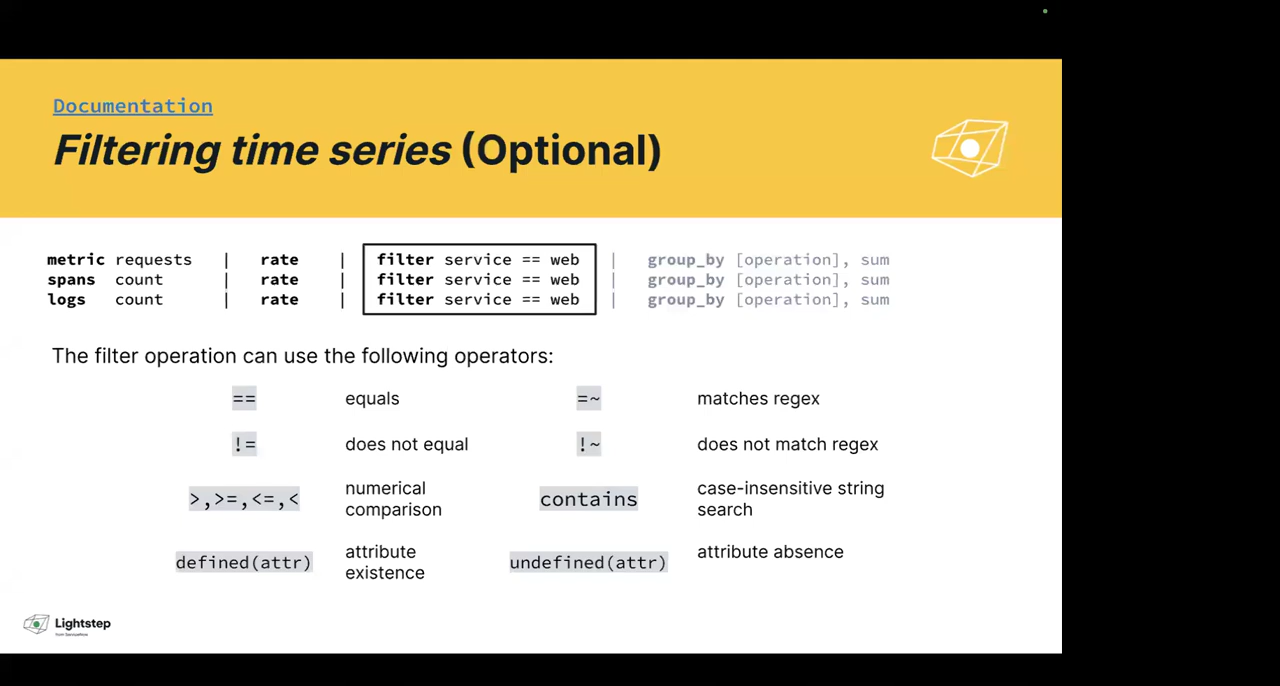 Documentation
Filtering time series (Optional)
metric requests | rate | filter service == web | group_by [operation], sum
spans count | rate | filter service == web | group_by [operation], sum
logs count | rate | filter service == web | group_by [operation], sum
The filter operation can use the following operators:
== equals =~ matches regex
!= does not equal !~ does not match regex
>,>=,<=,< numerical comparison contains case-insensitive string search
defined(attr) attribute existence undefined(attr) attribute absence
Lightstep
from ServiceNow